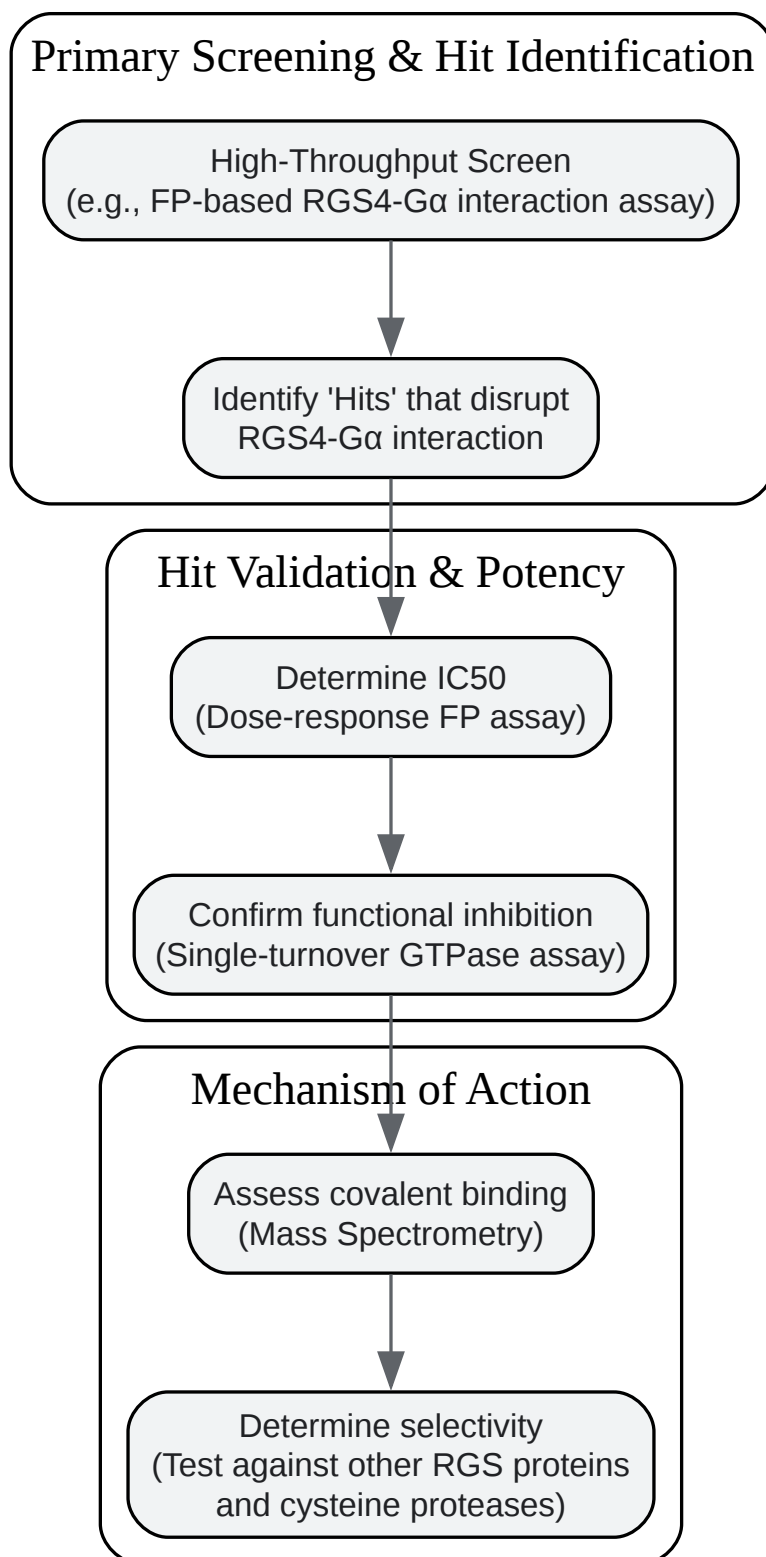 Primary Screening & Hit Identification
High-Throughput Screen
(e.g., FP-based RGS4-Gα interaction assay)
Identify 'Hits' that disrupt
RGS4-Gα interaction
Hit Validation & Potency
Determine IC50
(Dose-response FP assay)
Confirm functional inhibition
(Single-turnover GTPase assay)
Mechanism of Action
Assess covalent binding
(Mass Spectrometry)
Determine selectivity
(Test against other RGS proteins
and cysteine proteases)